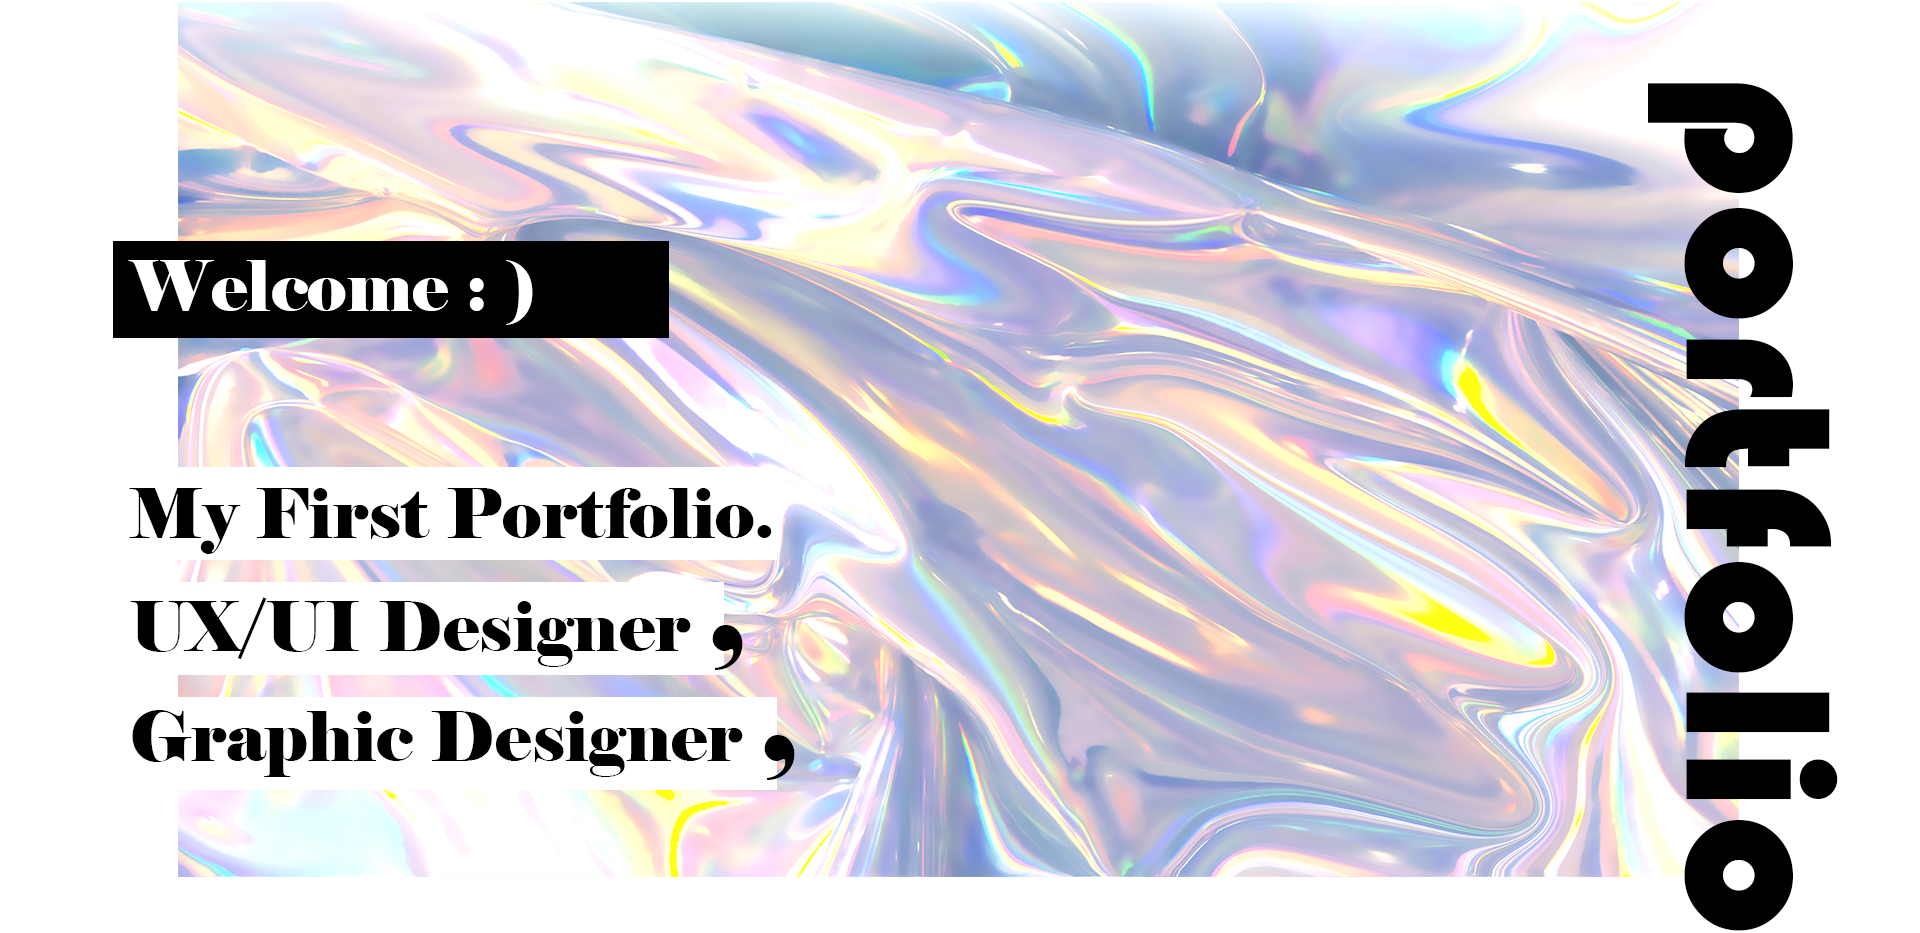 Welcome : )
My First Portfolio.
UX/UI Designer ,
Graphic Designer ,
portfolio